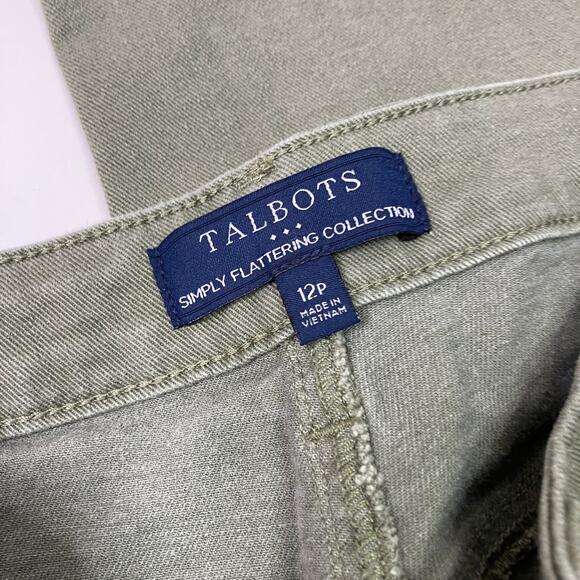 TALBOTS
SIMPLY FLATTERING COLLECTION
12P
MADE IN
VIETNAM